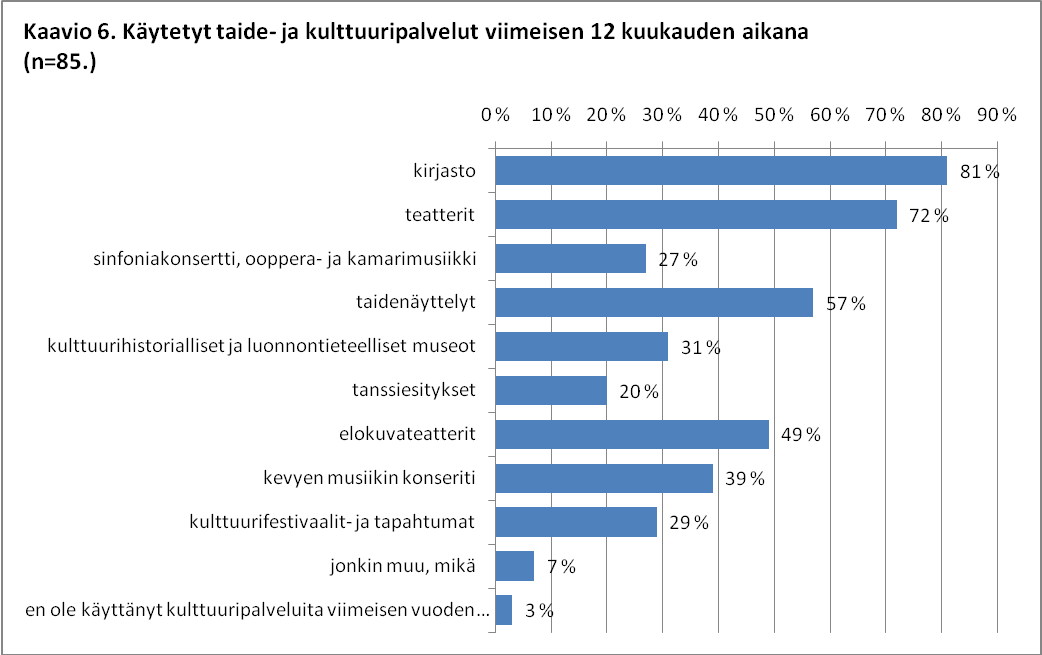 Kaavio 6. Käytetyt taide- ja kulttuuripalvelut viimeisen 12 kuukauden aikana
(n=85.)
0 % 10 % 20 % 30 % 40 % 50 % 60 % 70 % 80 % 90 %
kirjasto 81 %
teatterit 72 %
sinfoniakonsertti, ooppera- ja kamarimusiikki 27 %
taidenäyttelyt 57 %
kulttuurihistorialliset ja luonnontieteelliset museot 31 %
tanssiesitykset 20 %
elokuvateatterit 49 %
kevyen musiikin konseriti 39 %
kulttuurifestivaalit- ja tapahtumat 29 %
jonkin muu, mikä 7 %
en ole käyttänyt kulttuuripalveluita viimeisen vuoden... 3 %